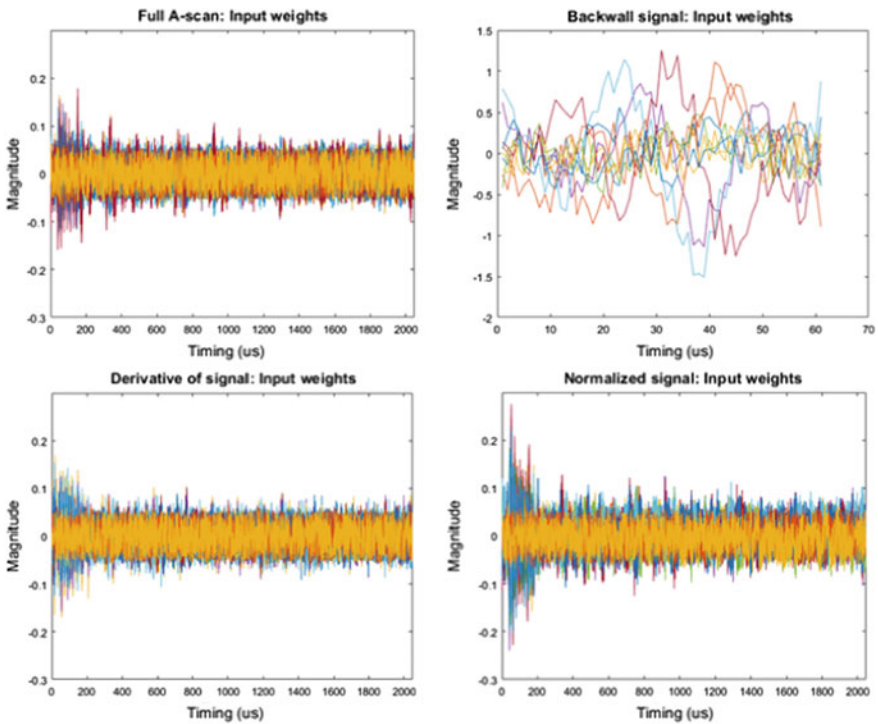 Full A-scan: Input weights
0.2
0.1
0
-0.1
-0.2
-0.3
Magnitude
0 200 400 600 800 1000 1200 1400 1600 1800 2000
Timing (us)
Backwall signal: Input weights
1.5
1
0.5
0
-0.5
-1
-1.5
-2
Magnitude
0 10 20 30 40 50 60 70
Timing (us)
Derivative of signal: Input weights
0.2
0.1
0
-0.1
-0.2
-0.3
Magnitude
0 200 400 600 800 1000 1200 1400 1600 1800 2000
Timing (us)
Normalized signal: Input weights
0.2
0.1
0
-0.1
-0.2
-0.3
Magnitude
0 200 400 600 800 1000 1200 1400 1600 1800 2000
Timing (us)